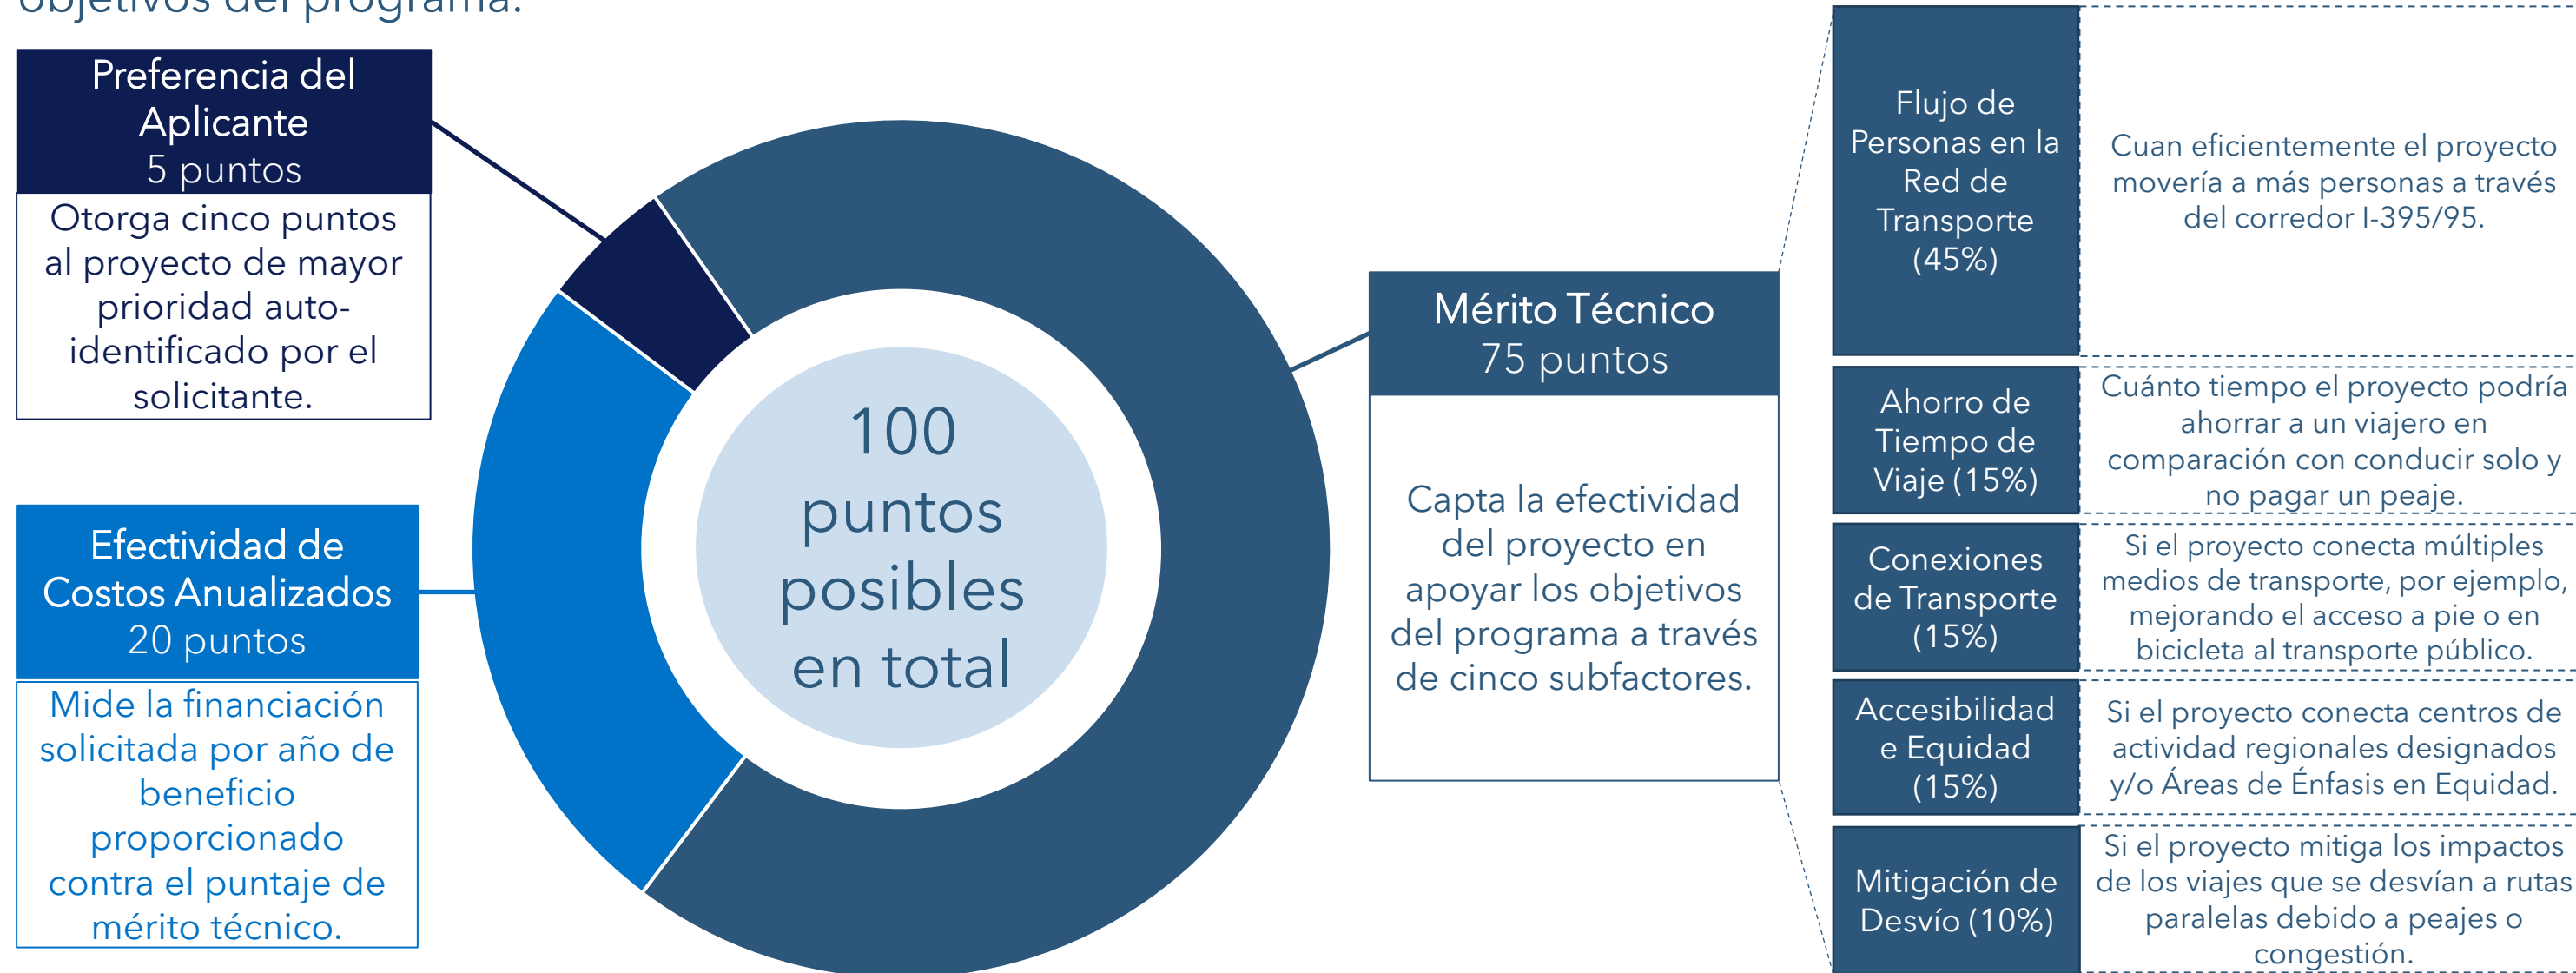 objetivos del programa.
Preferencia del
Aplicante
5 puntos
Otorga cinco puntos
al proyecto de mayor
prioridad auto-
identificado por el
solicitante.
Efectividad de
Costos Anualizados
20 puntos
Mide la financiación
solicitada por año de
beneficio
proporcionado
contra el puntaje de
mérito técnico.
100
puntos
posibles
en total
Mérito Técnico
75 puntos
Capta la efectividad
del proyecto en
apoyar los objetivos
del programa a través
de cinco subfactores.
Flujo de
Personas en la
Red de
Transporte
(45%)
Cuan eficientemente el proyecto
movería a más personas a través
del corredor I-395/95.
Ahorro de
Tiempo de
Viaje (15%)
Cuánto tiempo el proyecto podría
ahorrar a un viajero en
comparación con conducir solo y
no pagar un peaje.
Conexiones
de Transporte
(15%)
Si el proyecto conecta múltiples
medios de transporte, por ejemplo,
mejorando el acceso a pie o en
bicicleta al transporte público.
Accesibilidad
e Equidad
(15%)
Si el proyecto conecta centros de
actividad regionales designados
y/o Áreas de Énfasis en Equidad.
Mitigación de
Desvío (10%)
Si el proyecto mitiga los impactos
de los viajes que se desvían a rutas
paralelas debido a peajes o
congestión.